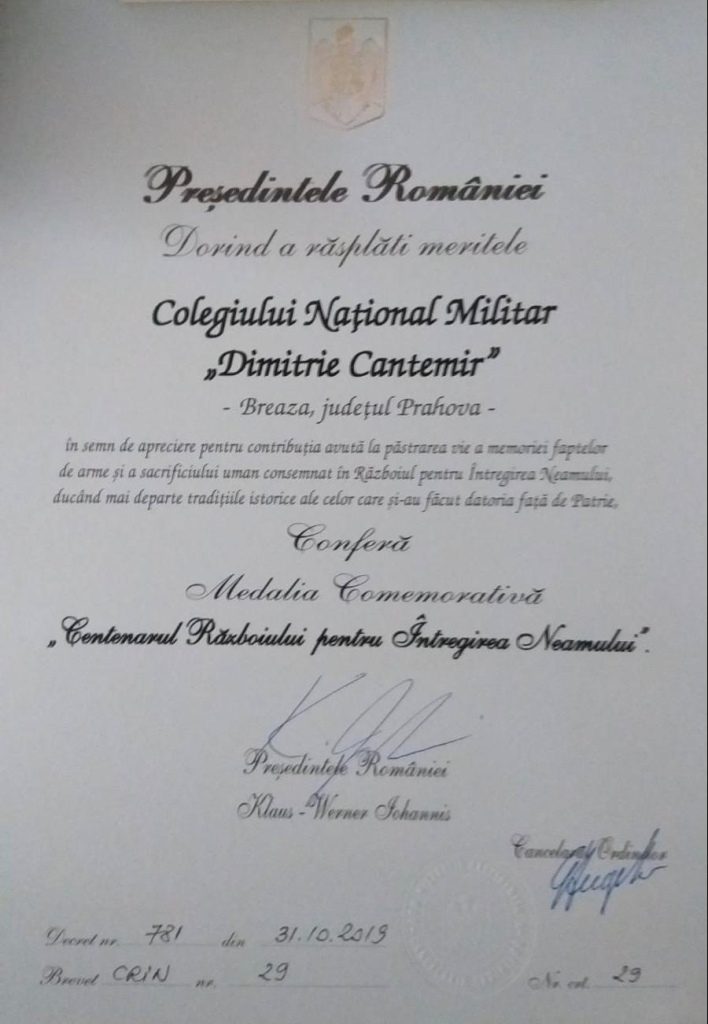 Președintele României
Dorind a răsplăti meritele
Colegiului Național Militar
„Dimitrie Cantemir”
- Breaza, județul Prahova -
în semn de apreciere pentru contribuția avută la păstrarea vie a memoriei faptelor
de arme și a sacrificiului uman consemnat în Războiul pentru Întregirea Neamului,
ducând mai departe tradițiile istorice ale celor care și-au făcut datoria față de Patrie,
Conferă
Medalia Comemorativă
„Centenarul Războiului pentru Întregirea Neamului”.
Președintele României
Klaus-Werner Iohannis
Cancelarul Ordinelor
Decret nr. 781 din 31.10.2019
Brevet CRIN nr. 29 Nr. crt. 29